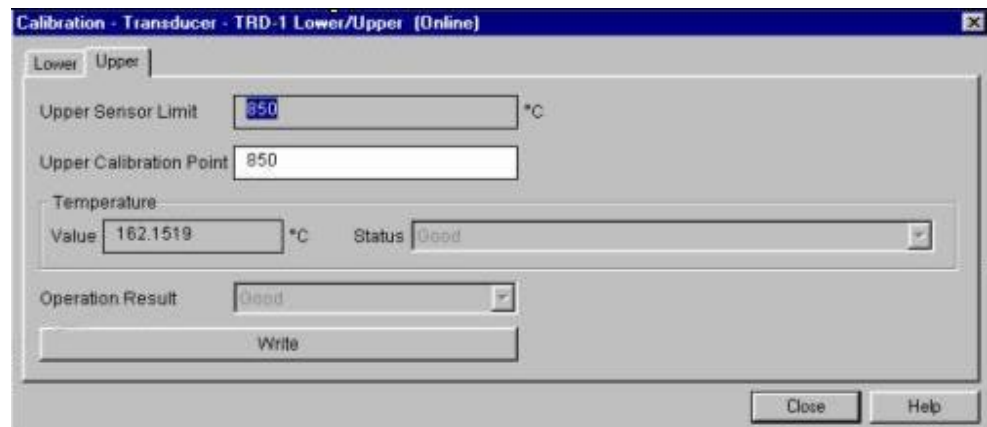 Calibration - Transducer - TRD-1 Lower/Upper (Online)
Lower Upper
Upper Sensor Limit 850 °C
Upper Calibration Point 850
Temperature
Value 162.1519 °C Status Good
Operation Result Good
Write
Close Help